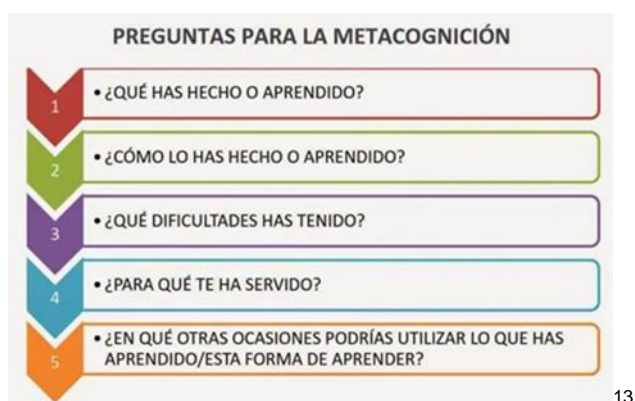 PREGUNTAS PARA LA METACOGNICIÓN
1
• ¿QUÉ HAS HECHO O APRENDIDO?
2
• ¿CÓMO LO HAS HECHO O APRENDIDO?
3
• ¿QUÉ DIFICULTADES HAS TENIDO?
4
• ¿PARA QUÉ TE HA SERVIDO?
5
• ¿EN QUÉ OTRAS OCASIONES PODRÍAS UTILIZAR LO QUE HAS
APRENDIDO/ESTA FORMA DE APRENDER?
13